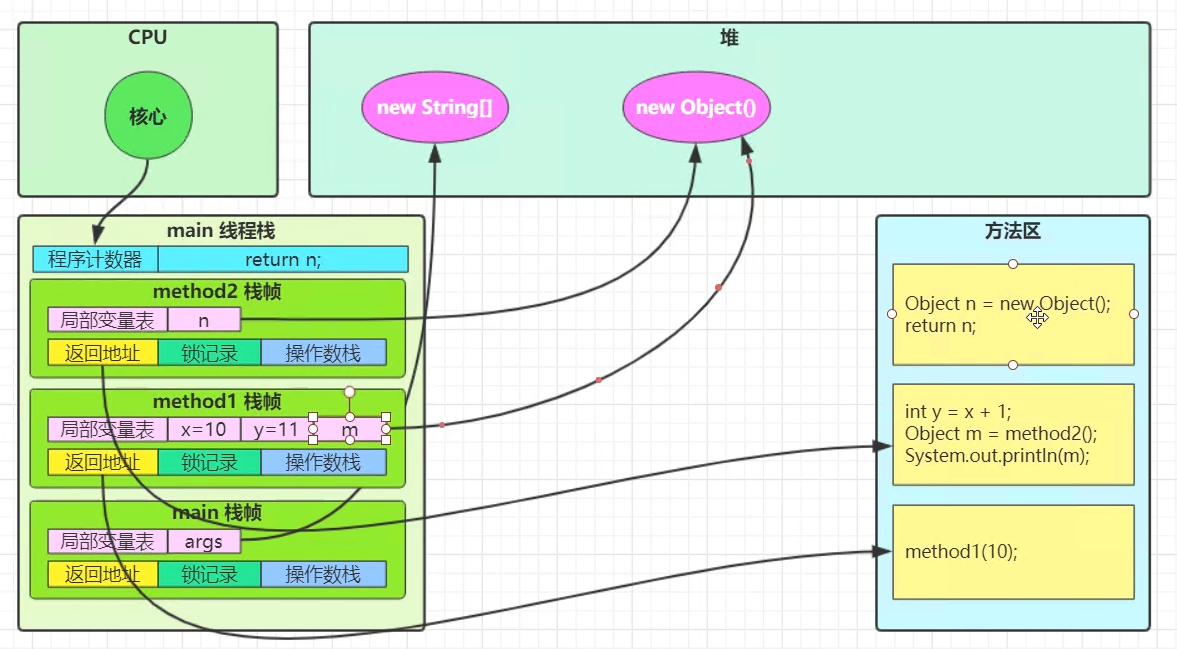 CPU
核心
堆
new String[]
new Object()
main 线程栈
程序计数器
return n;
method2 栈帧
局部变量表
n
返回地址
锁记录
操作数栈
method1 栈帧
局部变量表
x=10
y=11
m
返回地址
锁记录
操作数栈
main 栈帧
局部变量表
args
返回地址
锁记录
操作数栈
方法区
Object n = new Object();
return n;
int y = x + 1;
Object m = method2();
System.out.println(m);
method1(10);